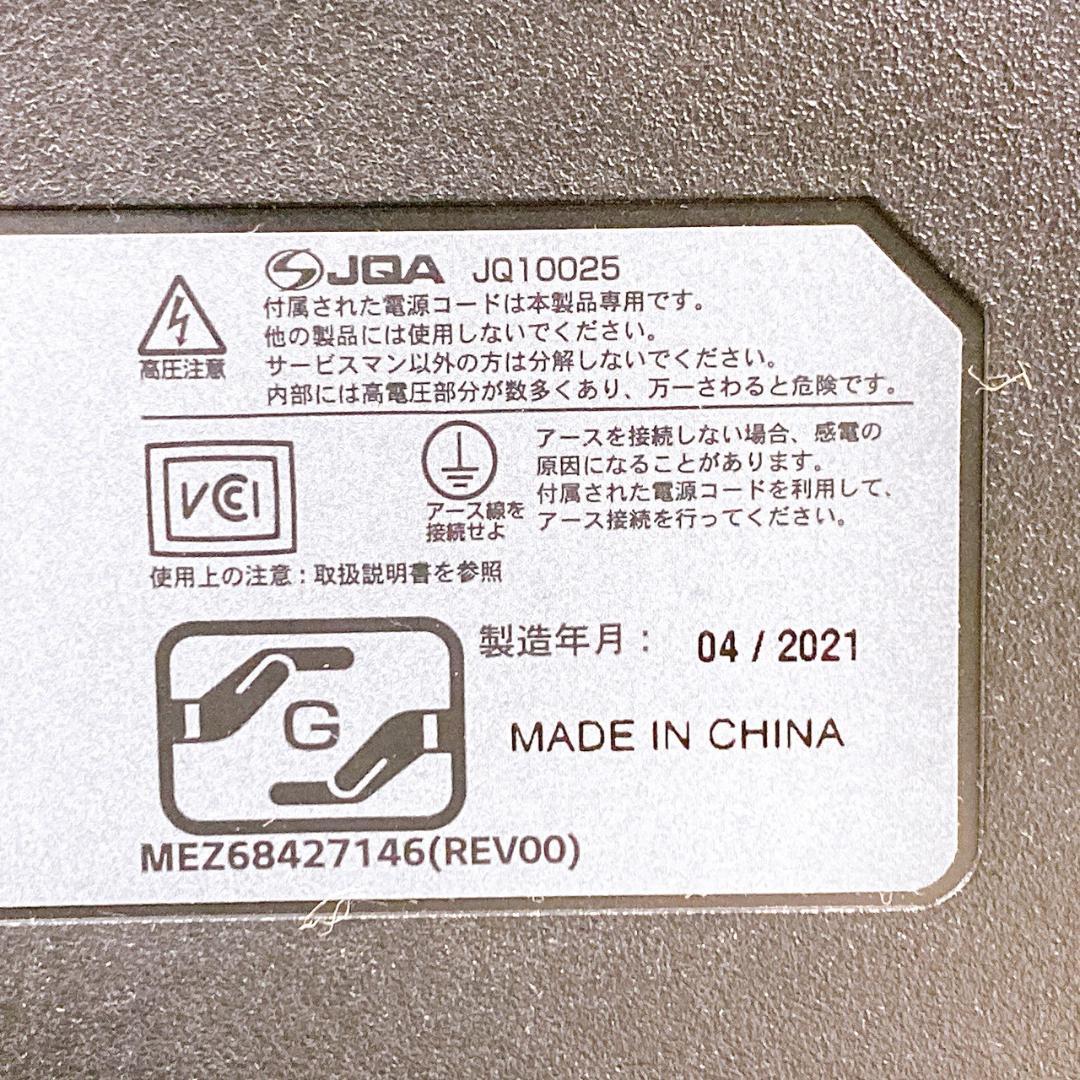 JQA JQ10025
付属された電源コードは本製品専用です。
他の製品には使用しないでください。
サービスマン以外の方は分解しないでください。
内部には高電圧部分が数多くあり、万一さわると危険です。
高圧注意
VCCI
アース線を
接続せよ
アースを接続しない場合、感電の
原因になることがあります。
付属された電源コードを利用して、
アース接続を行ってください。
使用上の注意:取扱説明書を参照
G
製造年月: 04 / 2021
MADE IN CHINA
MEZ68427146(REV00)